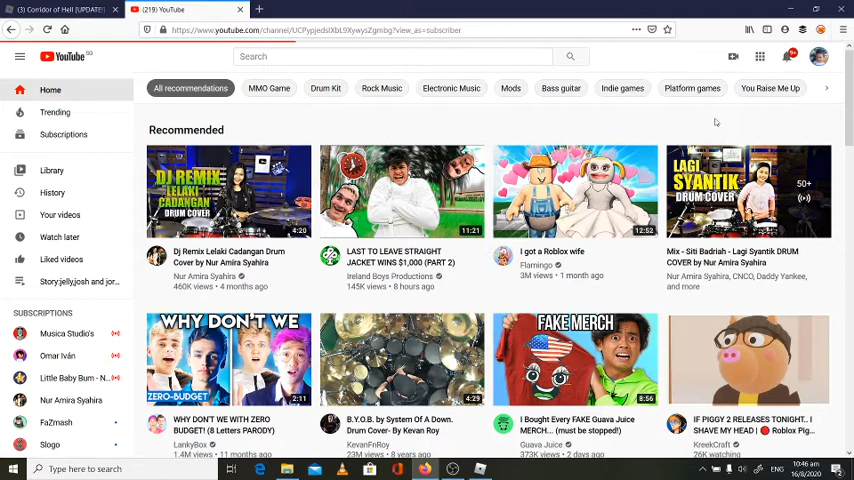 (3) Corridor of Hell [UPDATE!]
(219) YouTube
https://www.youtube.com/channel/UCPypjedsIXbL9XywysZgmbg?view_as=subscriber
YouTube SG
Search
9+
Home
Trending
Subscriptions
Library
History
Your videos
Watch later
Liked videos
Story:jelly,josh and jor...
SUBSCRIPTIONS
Musica Studio's
Omar Iván
Little Baby Bum - N...
Nur Amira Syahira
FaZmash
Slogo
All recommendations
MMO Game
Drum Kit
Rock Music
Electronic Music
Mods
Bass guitar
Indie games
Platform games
You Raise Me Up
Recommended
DJ REMIX
LELAKI
CADANGAN
DRUM COVER
4:20
Dj Remix Lelaki Cadangan Drum
Cover by Nur Amira Syahira
Nur Amira Syahira
460K views • 4 months ago
11:21
LAST TO LEAVE STRAIGHT
JACKET WINS $1,000 (PART 2)
Ireland Boys Productions
145K views • 8 hours ago
12:52
I got a Roblox wife
Flamingo
3M views • 1 month ago
LAGI
SYANTIK
DRUM COVER
50+
Mix - Siti Badriah - Lagi Syantik DRUM
COVER by Nur Amira Syahira
Nur Amira Syahira, CNCO, Daddy Yankee,
and more
WHY DON'T WE
ZERO
BUDGET
2:11
WHY DON'T WE WITH ZERO
BUDGET! (8 Letters PARODY)
LankyBox
1.4M views • 11 months ago
4:29
B.Y.O.B. by System Of A Down.
Drum Cover- By Kevan Roy
KevanFnRoy
23M views • 8 years ago
FAKE MERCH
8:56
I Bought Every FAKE Guava Juice
MERCH... (must be stopped!)
Guava Juice
373K views • 2 days ago
IF PIGGY 2 RELEASES TONIGHT.. I
SHAVE MY HEAD | 🔴 Roblox Pig...
KreekCraft
26K watching
Type here to search
ENG
10:46 am
16/8/2020
2